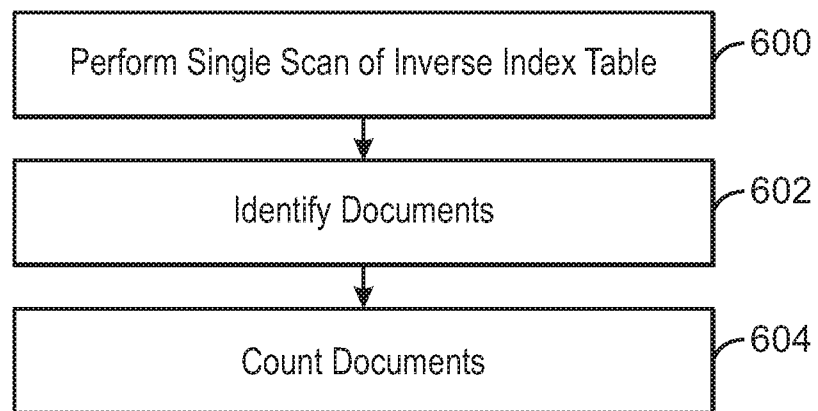 Perform Single Scan of Inverse Index Table
600
Identify Documents
602
Count Documents
604